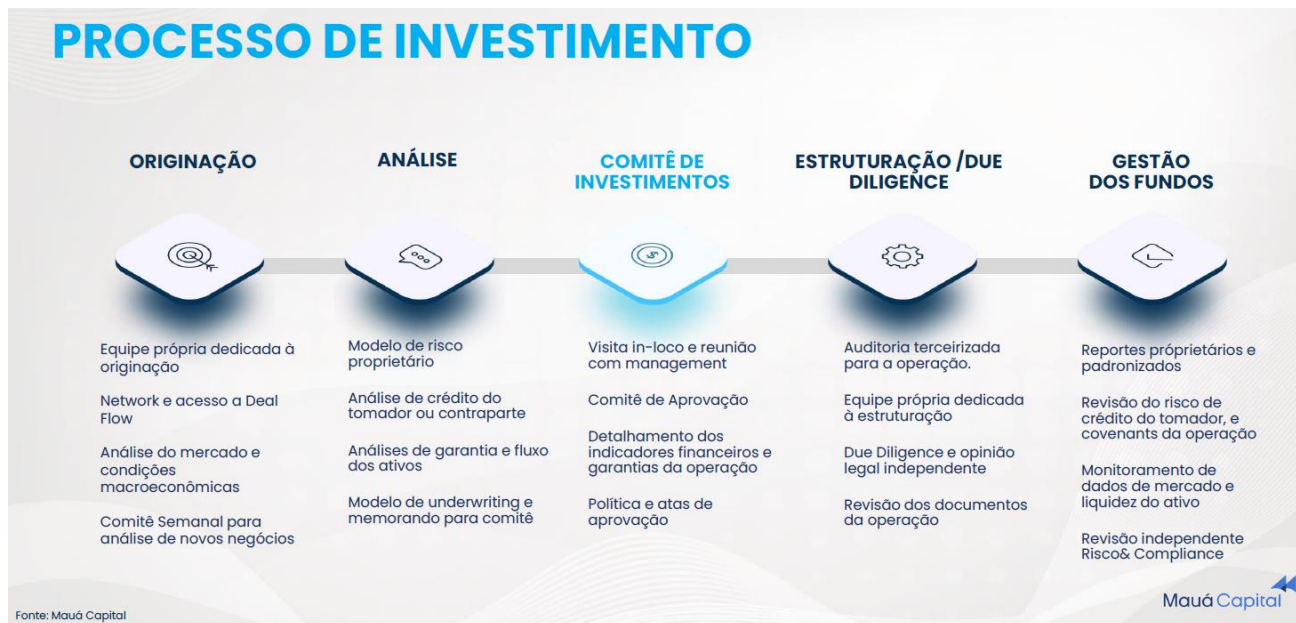 PROCESSO DE INVESTIMENTO
ORIGINAÇÃO
Equipe própria dedicada à
originação
Network e acesso a Deal
Flow
Análise do mercado e
condições
macroeconômicas
Comitê Semanal para
análise de novos negócios
ANÁLISE
Modelo de risco
proprietário
Análise de crédito do
tomador ou contraparte
Análises de garantia e fluxo
dos ativos
Modelo de underwriting e
memorando para comitê
COMITÊ DE
INVESTIMENTOS
Visita in-loco e reunião
com management
Comitê de Aprovação
Detalhamento dos
indicadores financeiros e
garantias da operação
Política e atas de
aprovação
ESTRUTURAÇÃO /DUE
DILIGENCE
Auditoria terceirizada
para a operação.
Equipe própria dedicada
à estruturação
Due Diligence e opinião
legal independente
Revisão dos documentos
da operação
GESTÃO
DOS FUNDOS
Reportes próprietários e
padronizados
Revisão do risco de
crédito do tomador, e
covenants da operação
Monitoramento de
dados de mercado e
liquidez do ativo
Revisão independente
Risco& Compliance
Fonte: Mauá Capital
Mauá Capital